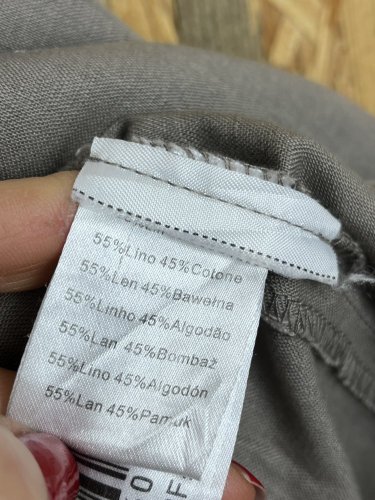 55%Lino 45%Cotone
55%Len 45%Bawełna
55%Linho 45%Algodão
55%Lan 45%Bombaž
55%Lino 45%Algodón
55%Lan 45%Pamuk